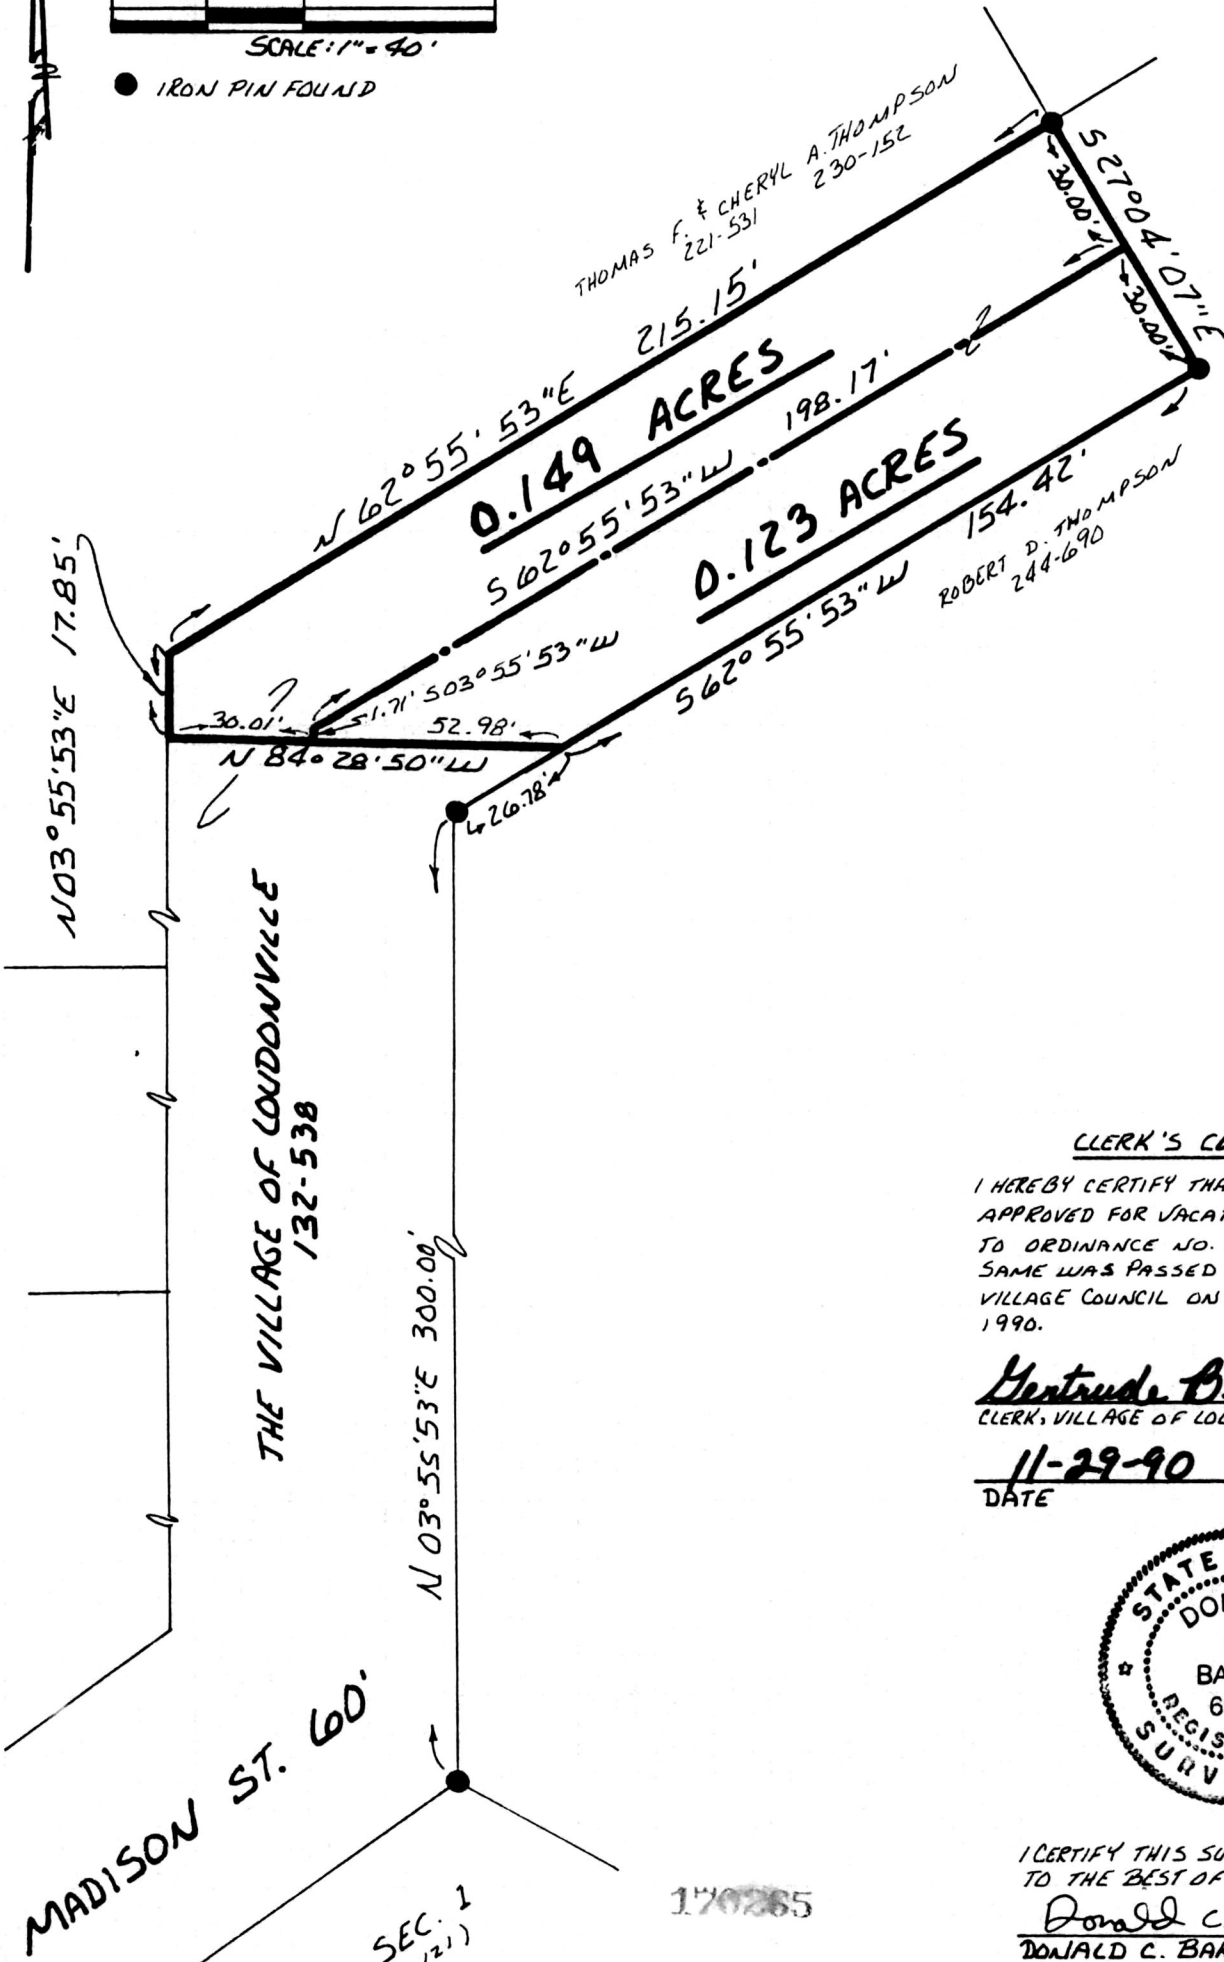 N
SCALE: 1" = 40'
IRON PIN FOUND
THOMAS F. & CHERYL A. THOMPSON
221-531 230-152
S 27° 04' 07" E
30.00'
30.00'
N 62° 55' 53" E 215.15'
0.149 ACRES
S 62° 55' 53" W 198.17'
0.123 ACRES
S 62° 55' 53" W 154.42'
ROBERT D. THOMPSON
244-690
N 03° 55' 53" E 17.85'
1.71' S 03° 55' 53" W
30.01'
52.98'
N 84° 28' 50" W
26.78'
THE VILLAGE OF LOUDONVILLE
132-538
N 03° 55' 53" E 300.00'
MADISON ST. 60'
SEC. 1
CLERK'S
I HEREBY CERTIFY
APPROVED FOR
TO ORDINANCE NO.
SAME WAS PASSED
VILLAGE COUNCIL ON
1990.
Gertrude B.
CLERK, VILLAGE OF
11-29-90
DATE
STATE
DO
BA
6
REGIS
SURV
I CERTIFY THIS SU
TO THE BEST OF
Donald C.
DONALD C. BA